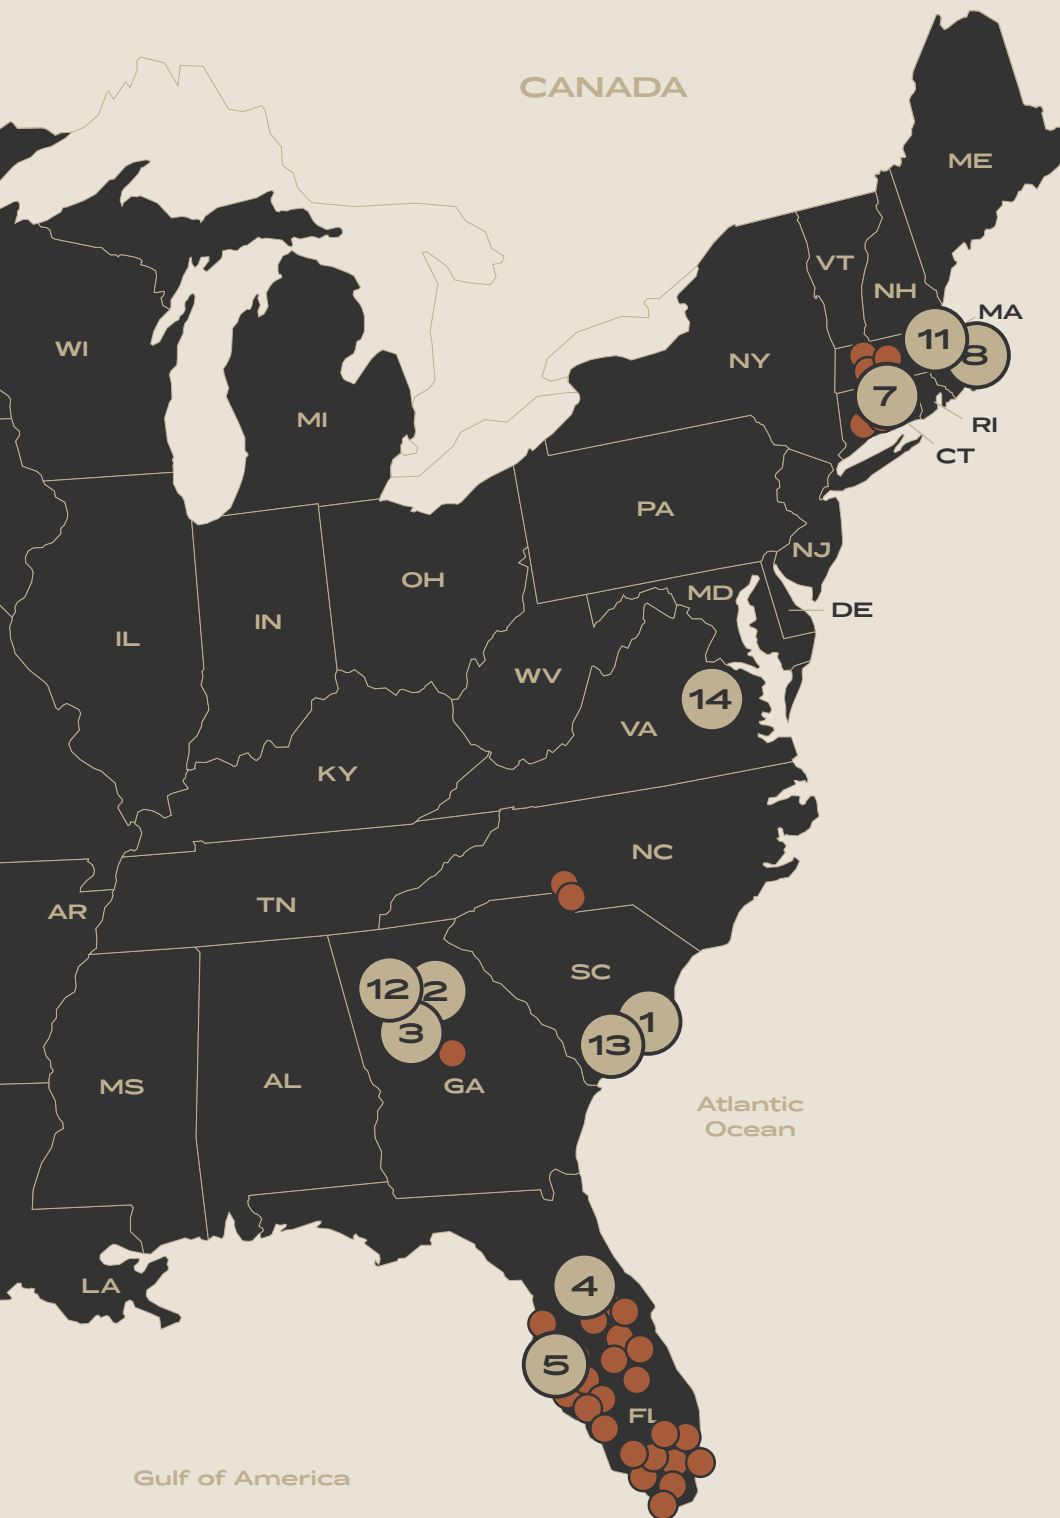 CANADA
ME
VT
NH
MA
WI
NY
11
8
7
MI
RI
CT
PA
NJ
OH
MD
DE
IN
IL
WV
14
VA
KY
NC
TN
AR
SC
12
2
3
1
13
MS
AL
GA
Atlantic
Ocean
4
LA
5
FL
Gulf of America